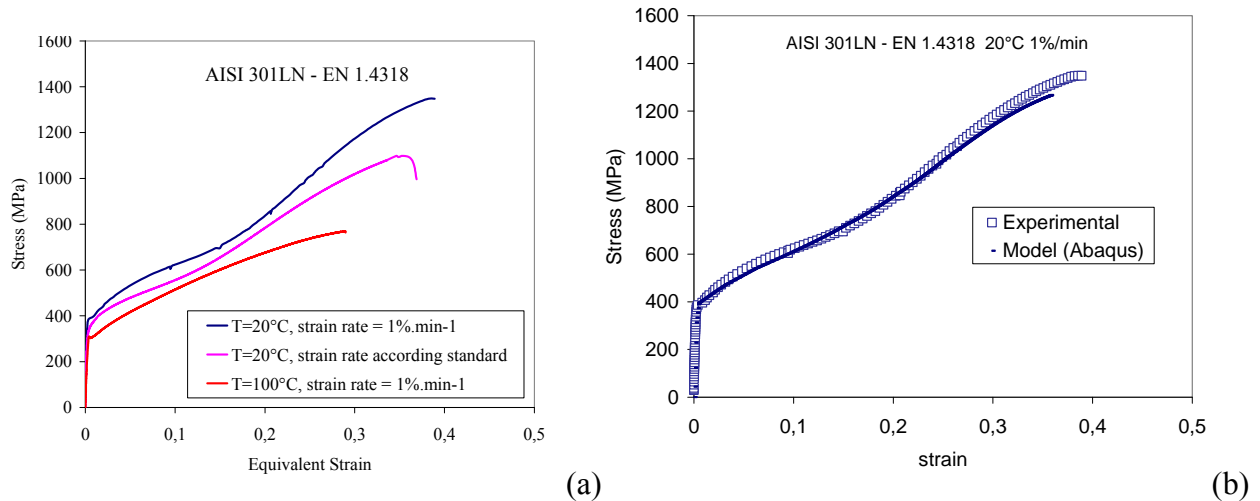 1600
1400
1200
1000
800
600
400
200
0
Stress (MPa)
AISI 301LN - EN 1.4318
T=20°C, strain rate = 1%.min-1
T=20°C, strain rate according standard
T=100°C, strain rate = 1%.min-1
0 0,1 0,2 0,3 0,4 0,5
Equivalent Strain
(a)
1600
1400
1200
1000
800
600
400
200
0
Stress (MPa)
AISI 301LN - EN 1.4318 20°C 1%/min
Experimental
Model (Abaqus)
0 0,1 0,2 0,3 0,4 0,5
strain
(b)